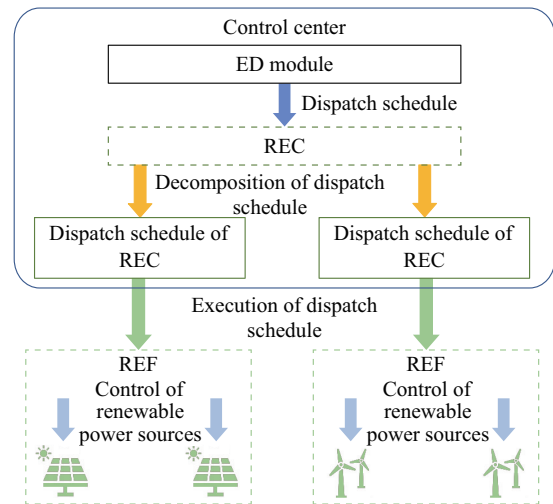 Control center
ED module
Dispatch schedule
REC
Decomposition of dispatch
schedule
Dispatch schedule of
REC
Dispatch schedule of
REC
Execution of dispatch
schedule
REF
Control of
renewable
power sources
REF
Control of
renewable
power sources